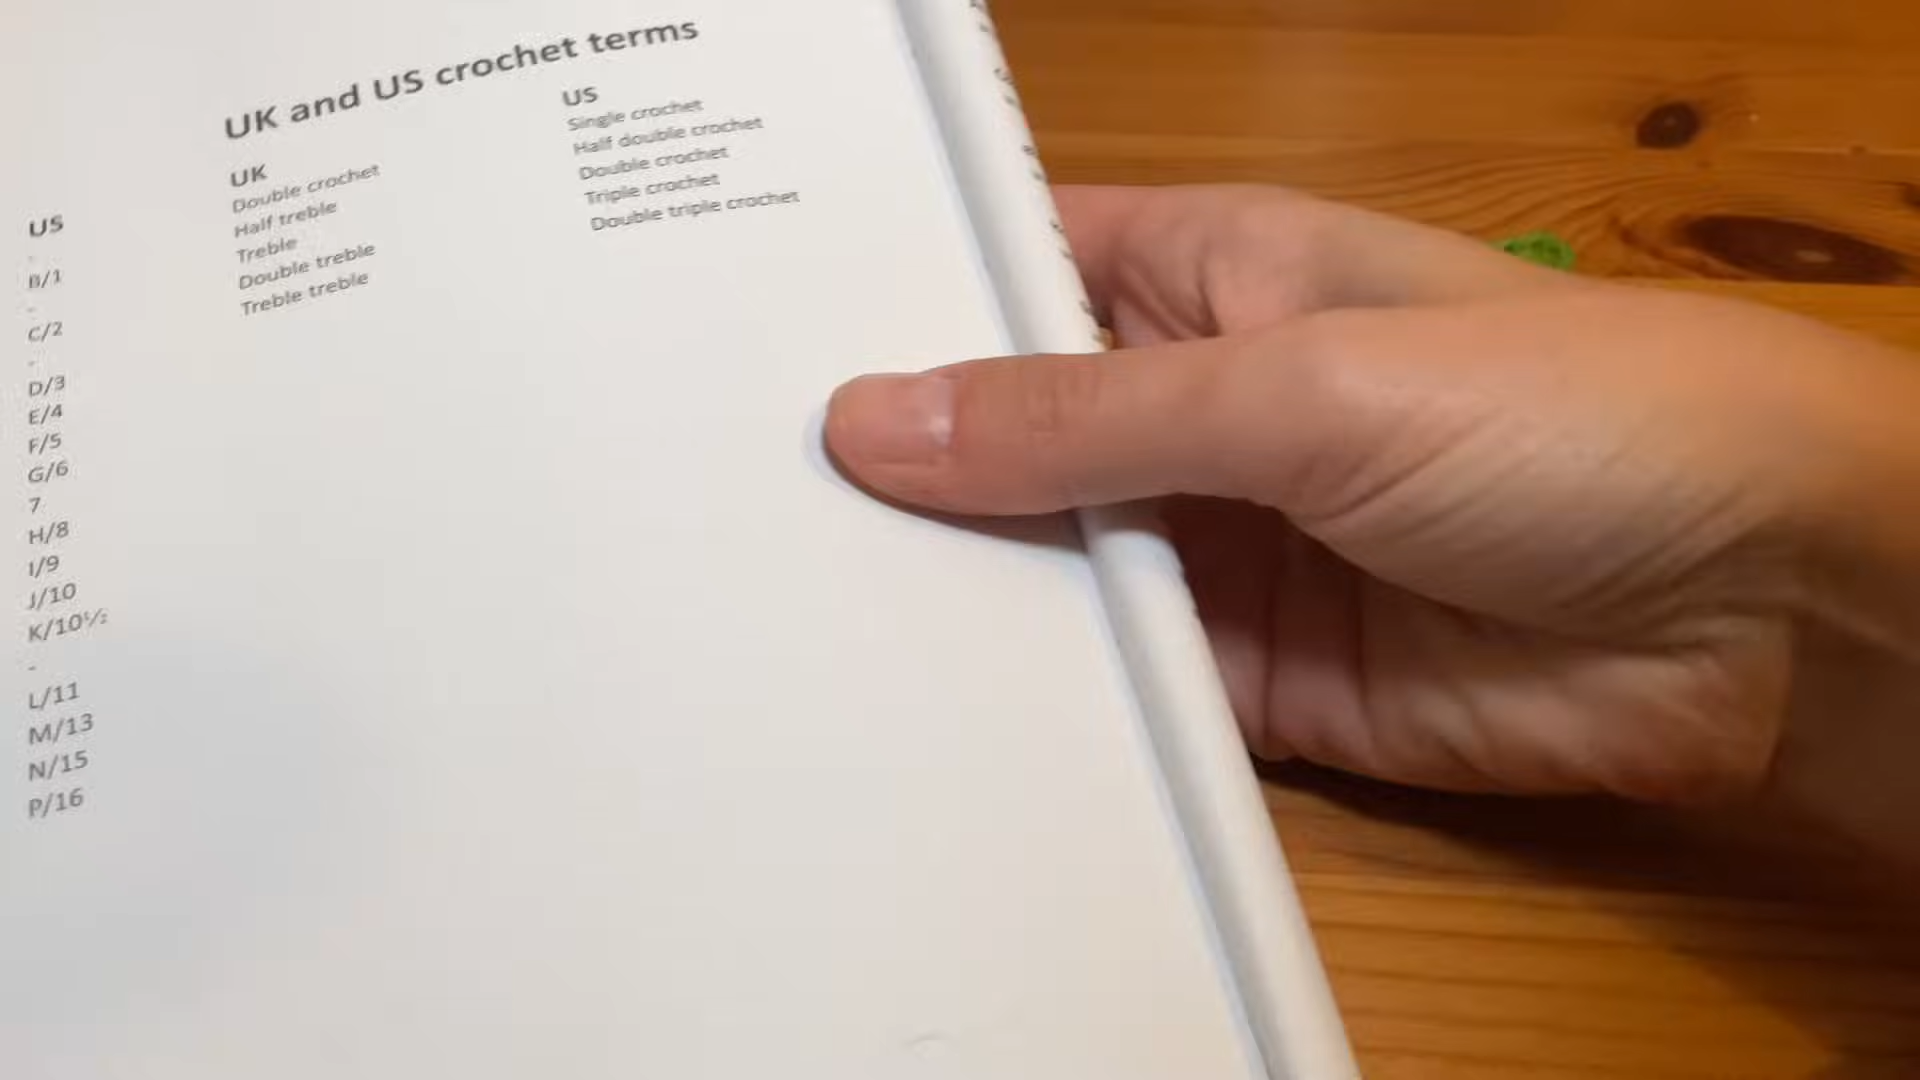 UK and US crochet terms
UK
Double crochet
Half treble
Treble
Double treble
Treble treble
US
Single crochet
Half double crochet
Double crochet
Triple crochet
Double triple crochet
US
-
B/1
-
C/2
-
D/3
E/4
F/5
G/6
7
H/8
I/9
J/10
K/10½
-
L/11
M/13
N/15
P/16